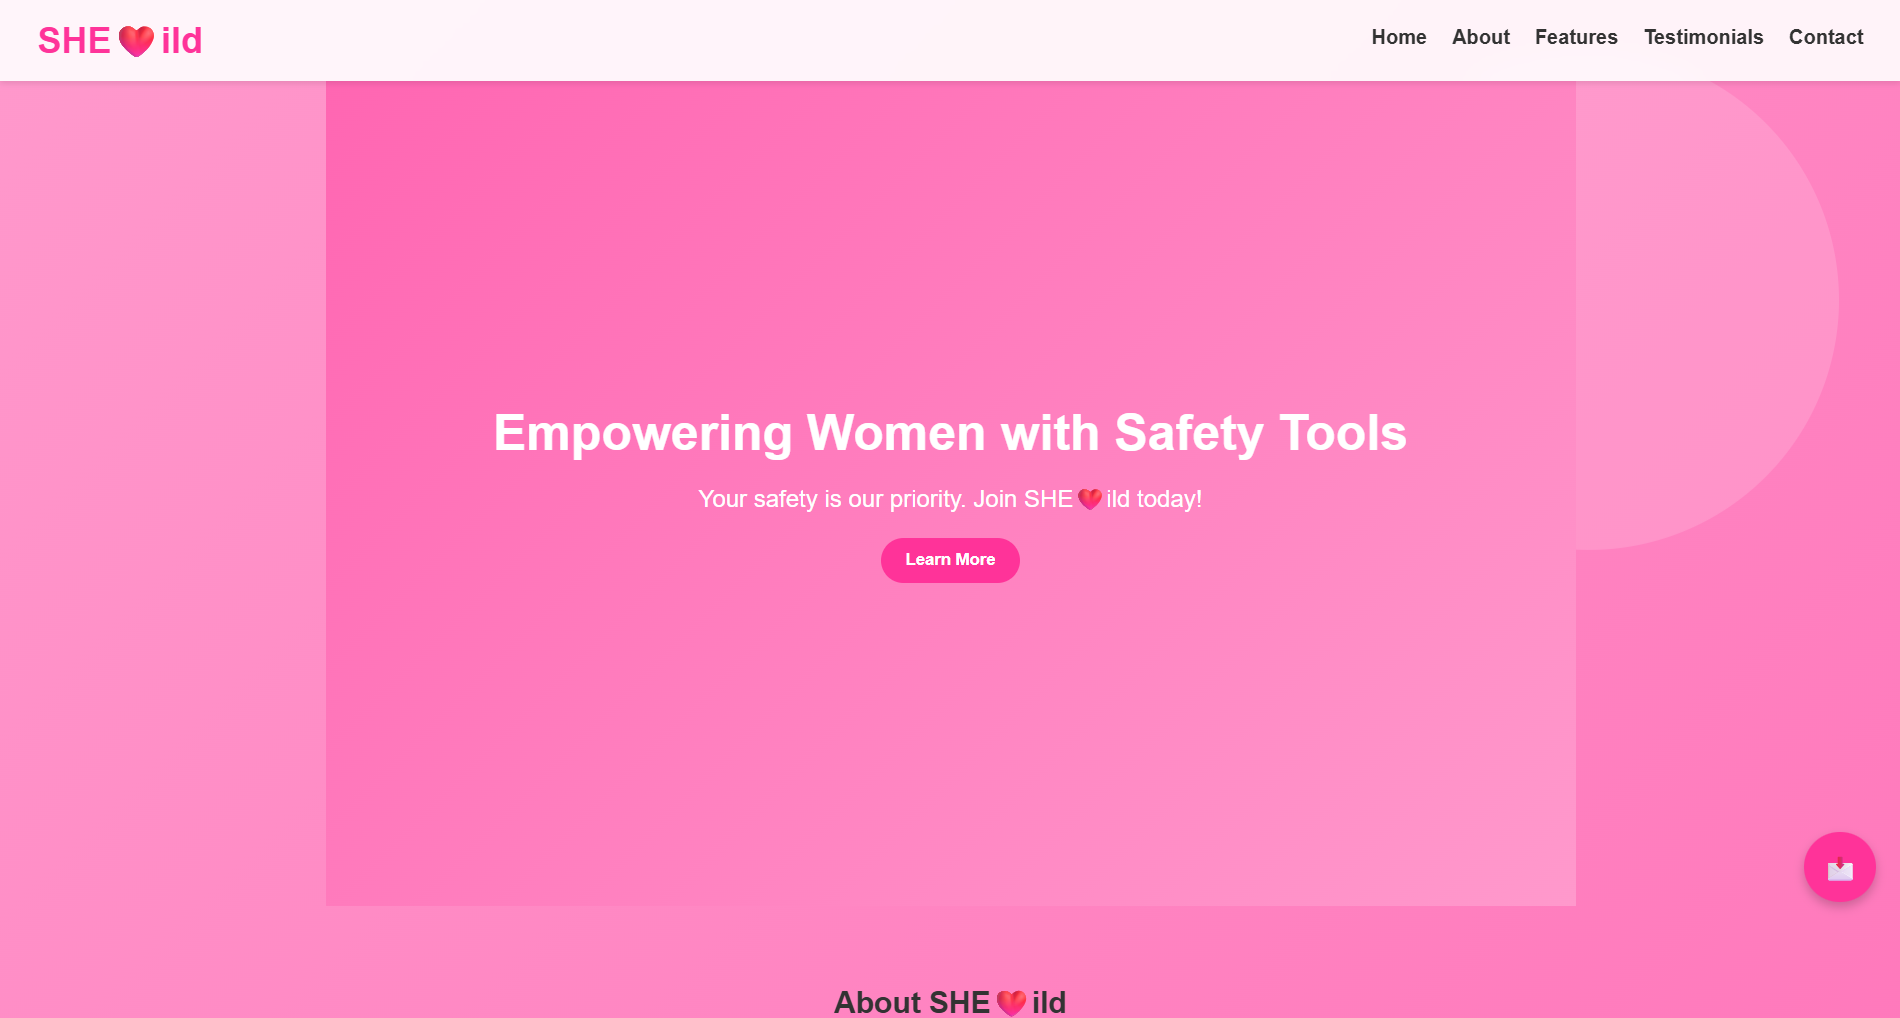 SHE❤️ild
Home About Features Testimonials Contact
Empowering Women with Safety Tools
Your safety is our priority. Join SHE❤️ild today!
Learn More
About SHE❤️ild